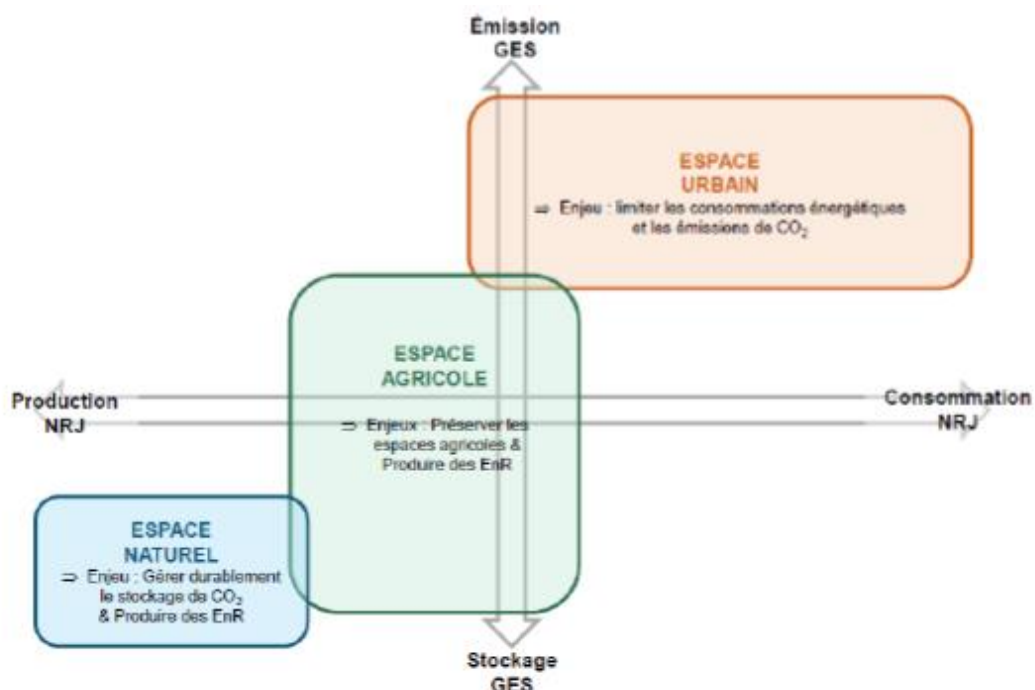 Émission
GES
ESPACE
URBAIN
⇒ Enjeu : limiter les consommations énergétiques
et les émissions de CO₂
ESPACE
AGRICOLE
⇒ Enjeux : Préserver les
espaces agricoles &
Produire des EnR
Production
NRJ
Consommation
NRJ
ESPACE
NATUREL
⇒ Enjeu : Gérer durablement
le stockage de CO₂
& Produire des EnR
Stockage
GES